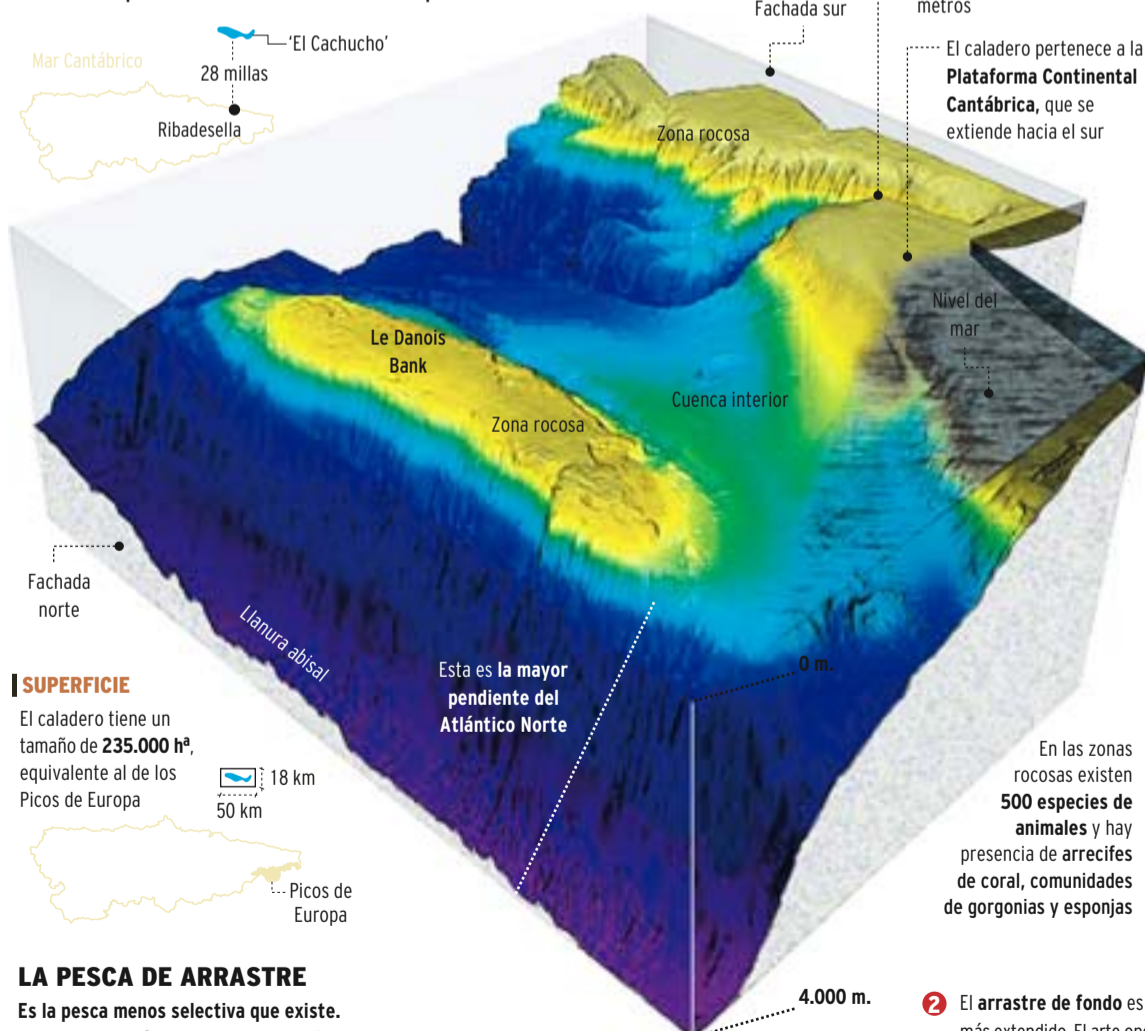 Fachada sur
metros
'El Cachucho'
Mar Cantábrico
28 millas
Ribadesella
El caladero pertenece a la
Plataforma Continental
Cantábrica, que se
extiende hacia el sur
Zona rocosa
Nivel del
mar
Le Danois
Bank
Cuenca interior
Zona rocosa
Fachada
norte
Llanura abisal
Esta es la mayor
pendiente del
Atlántico Norte
0 m.
4.000 m.
SUPERFICIE
El caladero tiene un
tamaño de 235.000 hª,
equivalente al de los
Picos de Europa
18 km
50 km
Picos de
Europa
En las zonas
rocosas existen
500 especies de
animales y hay
presencia de arrecifes
de coral, comunidades
de gorgonias y esponjas
LA PESCA DE ARRASTRE
Es la pesca menos selectiva que existe.
2 El arrastre de fondo es